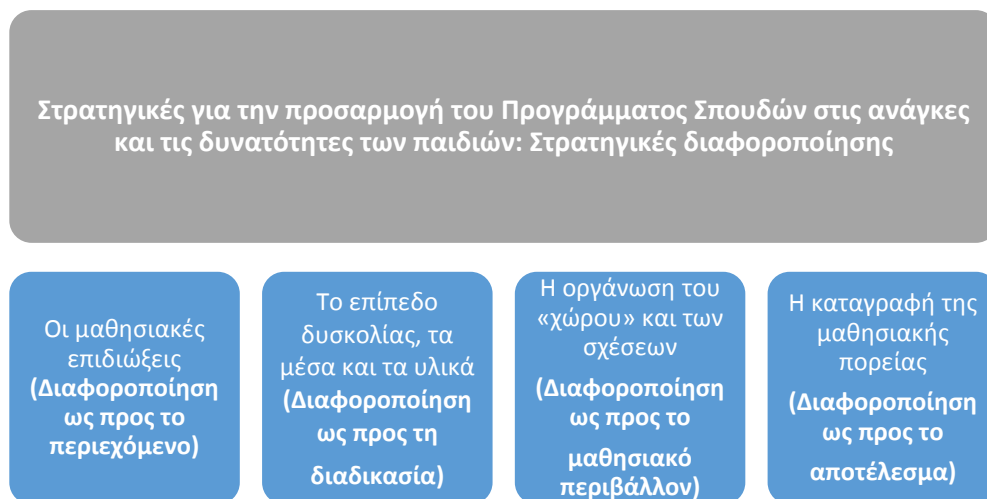 Στρατηγικές για την προσαρμογή του Προγράμματος Σπουδών στις ανάγκες
και τις δυνατότητες των παιδιών: Στρατηγικές διαφοροποίησης
Οι μαθησιακές
επιδιώξεις
(Διαφοροποίηση
ως προς το
περιεχόμενο)
Το επίπεδο
δυσκολίας, τα
μέσα και τα υλικά
(Διαφοροποίηση
ως προς τη
διαδικασία)
Η οργάνωση του
«χώρου» και των
σχέσεων
(Διαφοροποίηση
ως προς το
μαθησιακό
περιβάλλον)
Η καταγραφή της
μαθησιακής
πορείας
(Διαφοροποίηση
ως προς το
αποτέλεσμα)